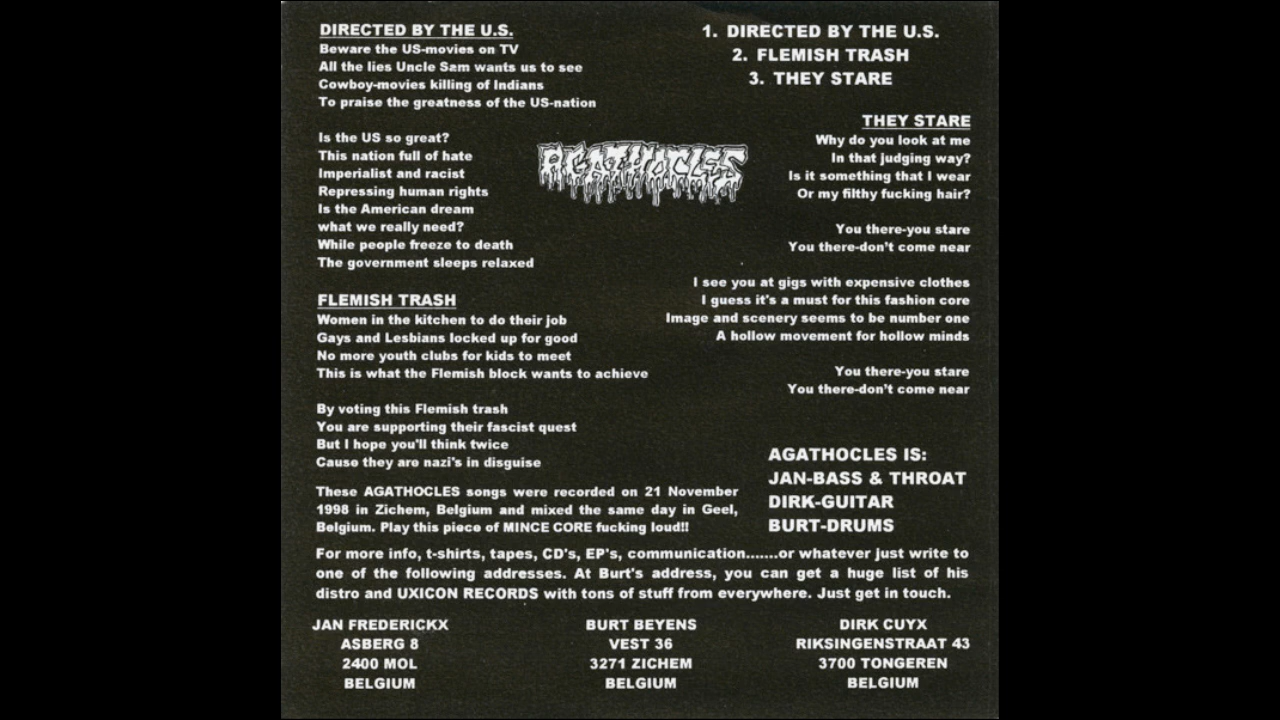 DIRECTED BY THE U.S.
Beware the US-movies on TV
All the lies Uncle Sam wants us to see
Cowboy-movies killing of Indians
To praise the greatness of the US-nation
Is the US so great?
This nation full of hate
Imperialist and racist
Repressing human rights
Is the American dream
what we really need?
While people freeze to death
The government sleeps relaxed
FLEMISH TRASH
Women in the kitchen to do their job
Gays and Lesbians locked up for good
No more youth clubs for kids to meet
This is what the Flemish block wants to achieve
By voting this Flemish trash
You are supporting their fascist quest
But I hope you'll think twice
Cause they are nazi's in disguise
AGATHOCLES
1. DIRECTED BY THE U.S.
2. FLEMISH TRASH
3. THEY STARE
THEY STARE
Why do you look at me
In that judging way?
Is it something that I wear
Or my filthy fucking hair?
You there-you stare
You there-don't come near
I see you at gigs with expensive clothes
I guess it's a must for this fashion core
Image and scenery seems to be number one
A hollow movement for hollow minds
You there-you stare
You there-don't come near
AGATHOCLES IS:
JAN-BASS & THROAT
DIRK-GUITAR
BURT-DRUMS
These AGATHOCLES songs were recorded on 21 November
1998 in Zichem, Belgium and mixed the same day in Geel,
Belgium. Play this piece of MINCE CORE fucking loud!!
For more info, t-shirts, tapes, CD's, EP's, communication.......or whatever just write to
one of the following addresses. At Burt's address, you can get a huge list of his
distro and UXICON RECORDS with tons of stuff from everywhere. Just get in touch.
JAN FREDERICKX
ASBERG 8
2400 MOL
BELGIUM
BURT BEYENS
VEST 36
3271 ZICHEM
BELGIUM
DIRK CUYX
RIKSINGENSTRAAT 43
3700 TONGEREN
BELGIUM